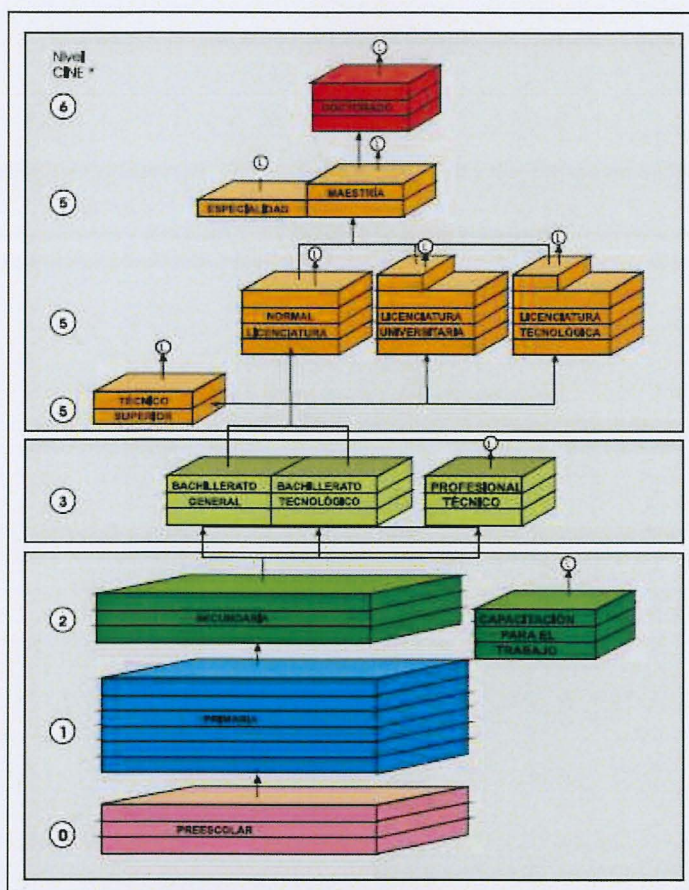 Nivel
CINE *
L
6
DOCTORADO
L
L
MAESTRÍA
5
ESPECIALIDAD
L
L
L
NORMAL
LICENCIATURA
LICENCIATURA
UNIVERSITARIA
LICENCIATURA
TECNOLÓGICA
5
L
TÉCNICO
SUPERIOR
5
L
BACHILLERATO
GENERAL
BACHILLERATO
TECNOLÓGICO
PROFESIONAL
TÉCNICO
3
L
SECUNDARIA
2
CAPACITACIÓN
PARA EL
TRABAJO
PRIMARIA
1
PREESCOLAR
0